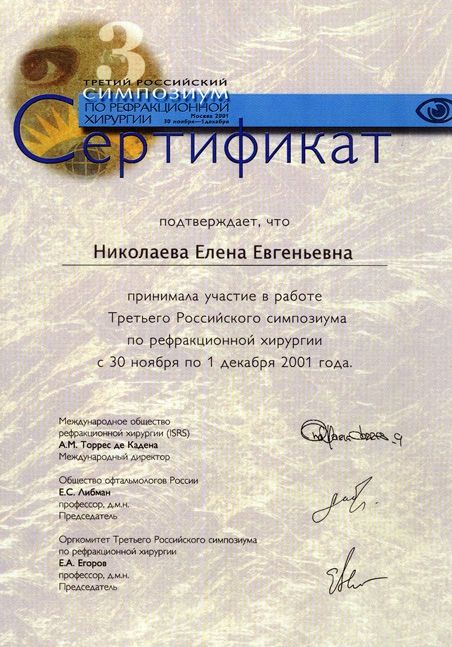 3
ТРЕТИЙ РОССИЙСКИЙ
СИМПОЗИУМ
ПО РЕФРАКЦИОННОЙ
ХИРУРГИИ
Москва 2001
30 ноября—1 декабря
Сертификат
подтверждает, что
Николаева Елена Евгеньевна
принимала участие в работе
Третьего Российского симпозиума
по рефракционной хирургии
с 30 ноября по 1 декабря 2001 года.
Международное общество
рефракционной хирургии (ISRS)
А.М. Торрес де Кадена
Международный директор
Общество офтальмологов России
Е.С. Либман
профессор, д.м.н.
Председатель
Оргкомитет Третьего Российского симпозиума
по рефракционной хирургии
Е.А. Егоров
профессор, д.м.н.
Председатель